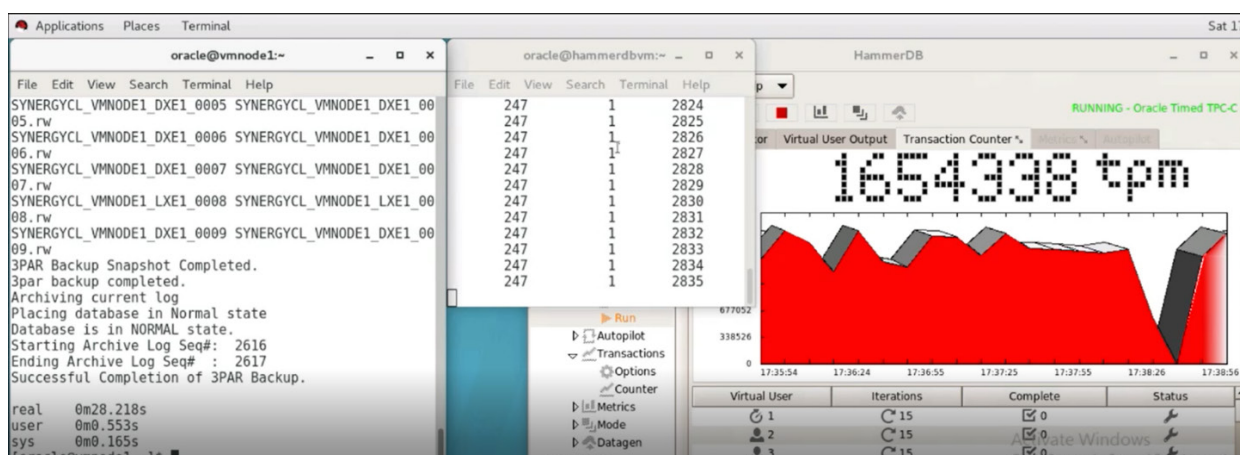 Applications Places Terminal
Sat 1
oracle@vmnode1:~
File Edit View Search Terminal Help
SYNERGYCL_VMNODE1_DXE1_0005 SYNERGYCL_VMNODE1_DXE1_00
05.rw
SYNERGYCL_VMNODE1_DXE1_0006 SYNERGYCL_VMNODE1_DXE1_00
06.rw
SYNERGYCL_VMNODE1_DXE1_0007 SYNERGYCL_VMNODE1_DXE1_00
07.rw
SYNERGYCL_VMNODE1_LXE1_0008 SYNERGYCL_VMNODE1_LXE1_00
08.rw
SYNERGYCL_VMNODE1_DXE1_0009 SYNERGYCL_VMNODE1_DXE1_00
09.rw
3PAR Backup Snapshot Completed.
3par backup completed.
Archiving current log
Placing database in Normal state
Database is in NORMAL state.
Starting Archive Log Seq#: 2616
Ending Archive Log Seq# : 2617
Successful Completion of 3PAR Backup.
real 0m28.218s
user 0m0.553s
sys 0m0.165s
oracle@hammerdbvm:~
File Edit View Search Terminal Help
247 1 2824
247 1 2825
247 1 2826
247 1 2827
247 1 2828
247 1 2829
247 1 2830
247 1 2831
247 1 2832
247 1 2833
247 1 2834
247 1 2835
HammerDB
RUNNING - Oracle Timed TPC-C
Virtual User Output Transaction Counter Metrics Autopilot
1654338 tpm
677052
338526
0
17:35:54 17:36:24 17:36:55 17:37:25 17:37:55 17:38:26 17:38:56
Run
Autopilot
Transactions
Options
Counter
Metrics
Mode
Datagen
Virtual User Iterations Complete Status
1 15 0
2 15 0
3 15 0